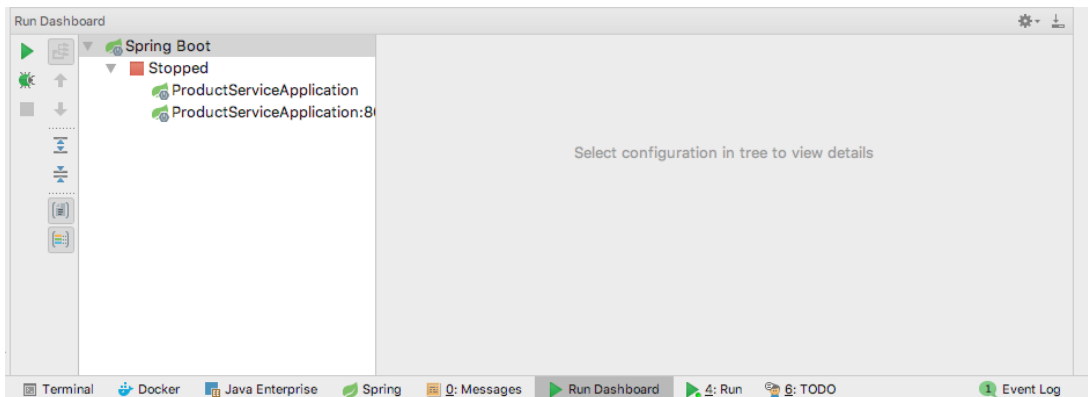 Run Dashboard
Spring Boot
Stopped
ProductServiceApplication
ProductServiceApplication:8
Select configuration in tree to view details
Terminal Docker Java Enterprise Spring 0: Messages Run Dashboard 4: Run 6: TODO 1 Event Log